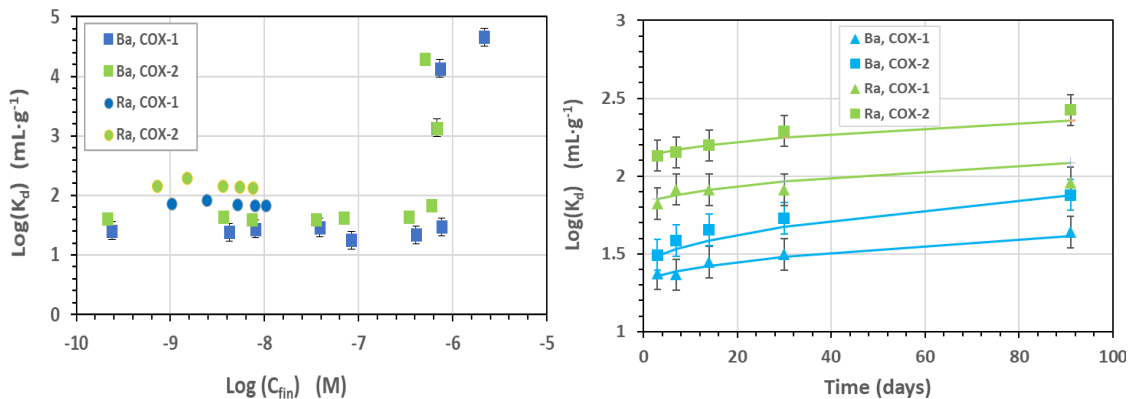 5
4
3
2
1
0
-10
-9
-8
-7
-6
-5
Log(K_d) (mL·g⁻¹)
Log (C_fin) (M)
Ba, COX-1
Ba, COX-2
Ra, COX-1
Ra, COX-2
3
2.5
2
1.5
1
0
20
40
60
80
100
Log(K_d) (mL·g⁻¹)
Time (days)
Ba, COX-1
Ba, COX-2
Ra, COX-1
Ra, COX-2